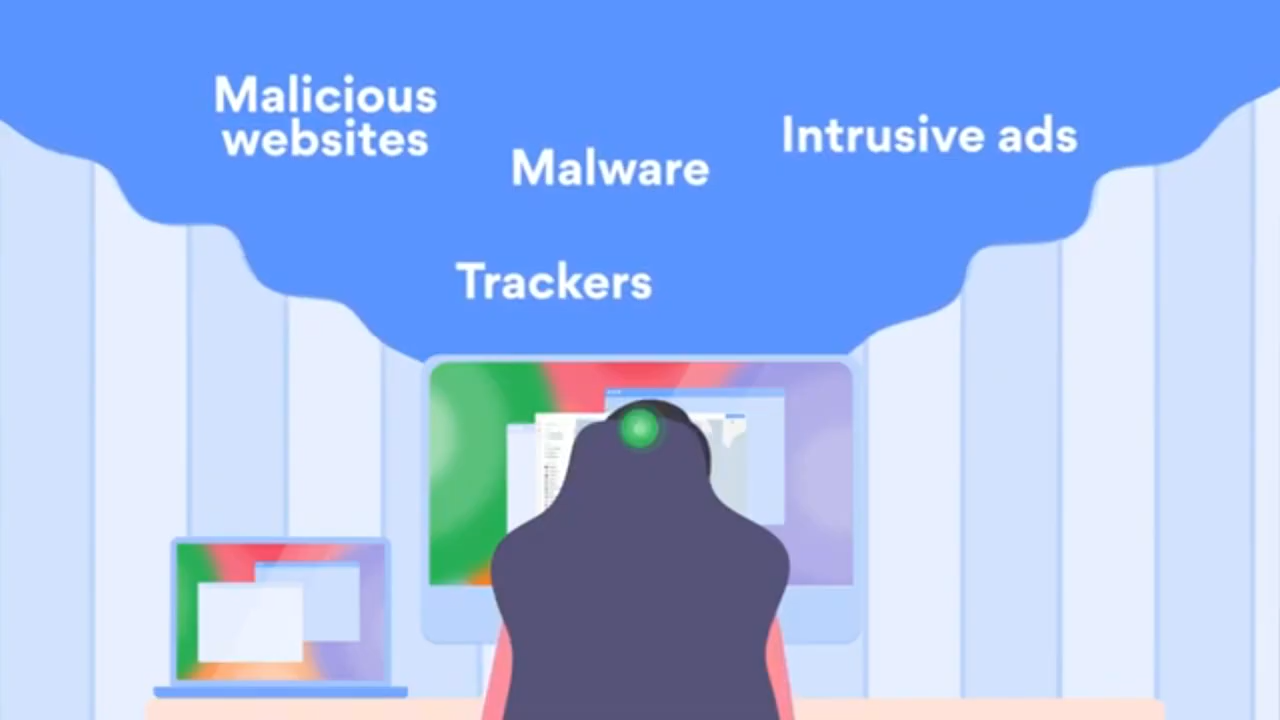 Malicious
websites
Malware
Intrusive ads
Trackers